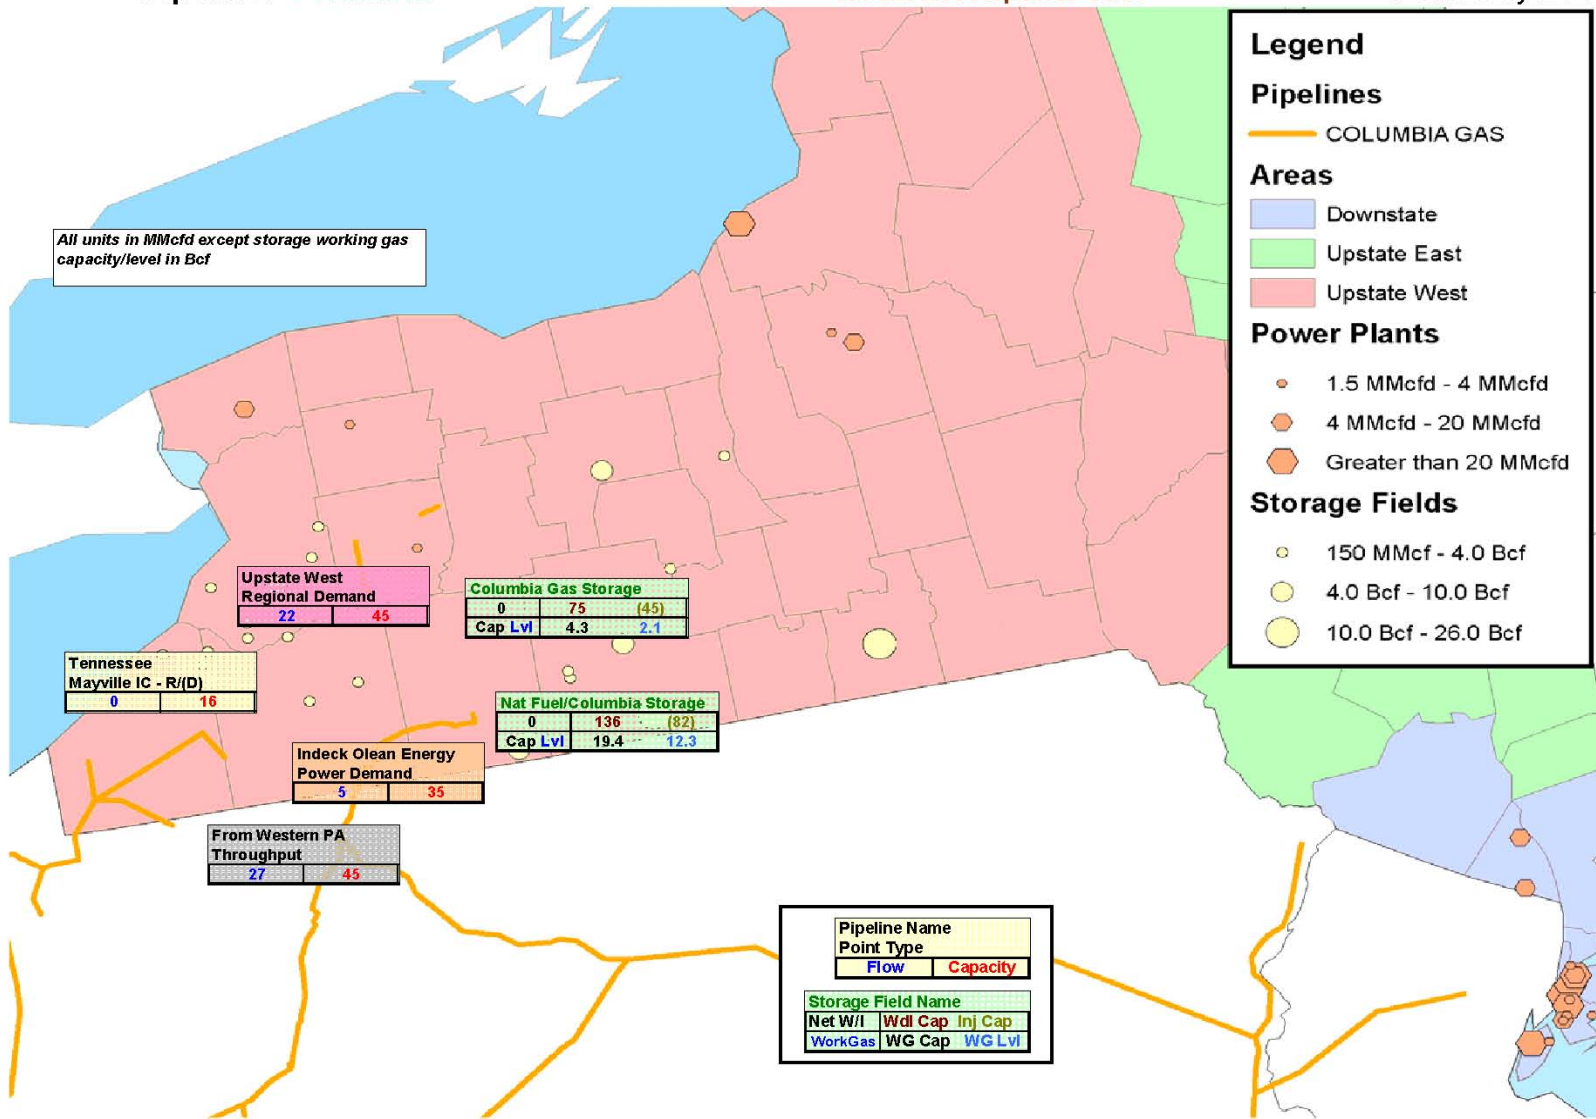 Legend
Pipelines
COLUMBIA GAS
Areas
Downstate
Upstate East
Upstate West
Power Plants
1.5 MMcfd - 4 MMcfd
4 MMcfd - 20 MMcfd
Greater than 20 MMcfd
Storage Fields
150 MMcf - 4.0 Bcf
4.0 Bcf - 10.0 Bcf
10.0 Bcf - 26.0 Bcf
All units in MMcfd except storage working gas
capacity/level in Bcf
Upstate West
Regional Demand
22 45
Columbia Gas Storage
0 75 (45)
Cap Lvl 4.3 2.1
Tennessee
Mayville IC - R/(D)
0 16
Nat Fuel/Columbia Storage
0 136 (82)
Cap Lvl 19.4 12.3
Indeck Olean Energy
Power Demand
5 35
From Western PA
Throughput
27 45
Pipeline Name
Point Type
Flow Capacity
Storage Field Name
Net W/I Wdl Cap Inj Cap
WorkGas WG Cap WG Lvl